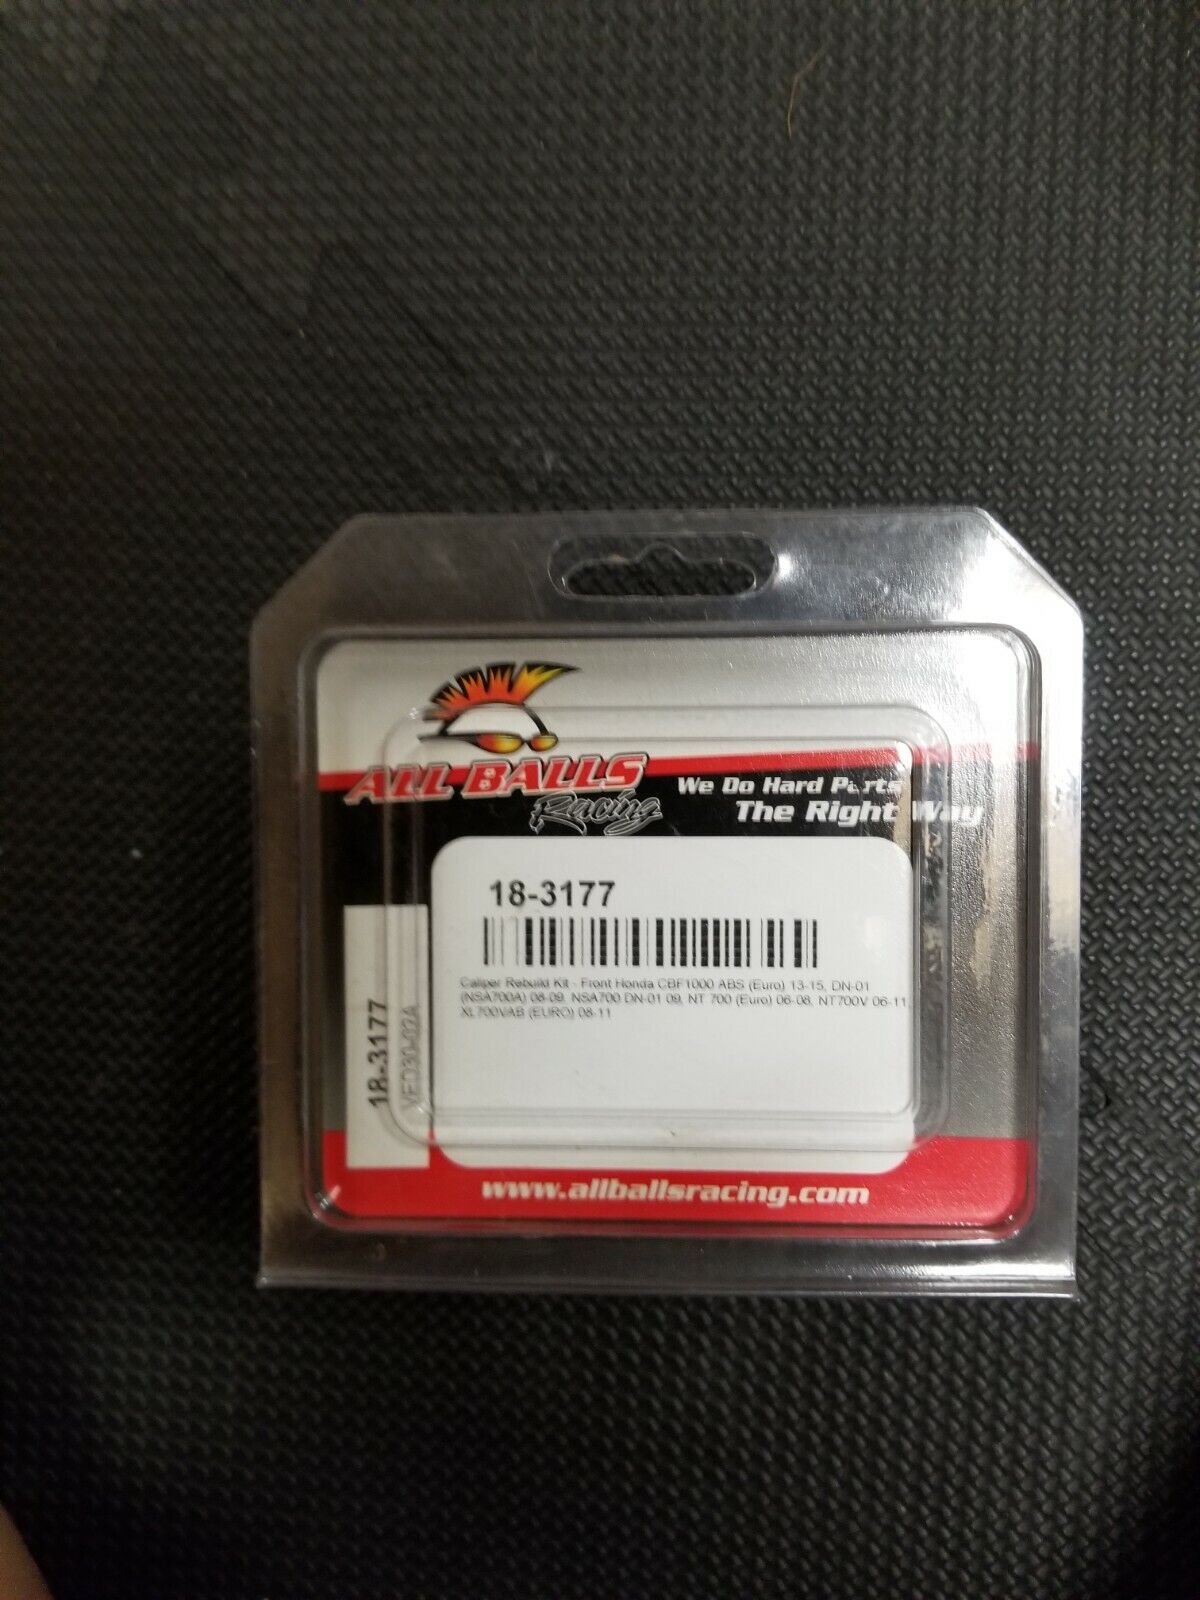 ALL BALLS
Racing
We Do Hard Parts
The Right Way
18-3177
Caliper Rebuild Kit - Front Honda CBF1000 ABS (Euro) 13-15, DN-01
(NSA700A) 08-09, NSA700 DN-01 09, NT 700 (Euro) 06-08, NT700V 06-11,
XL700VAB (EURO) 08-11
18-3177
www.allballsracing.com